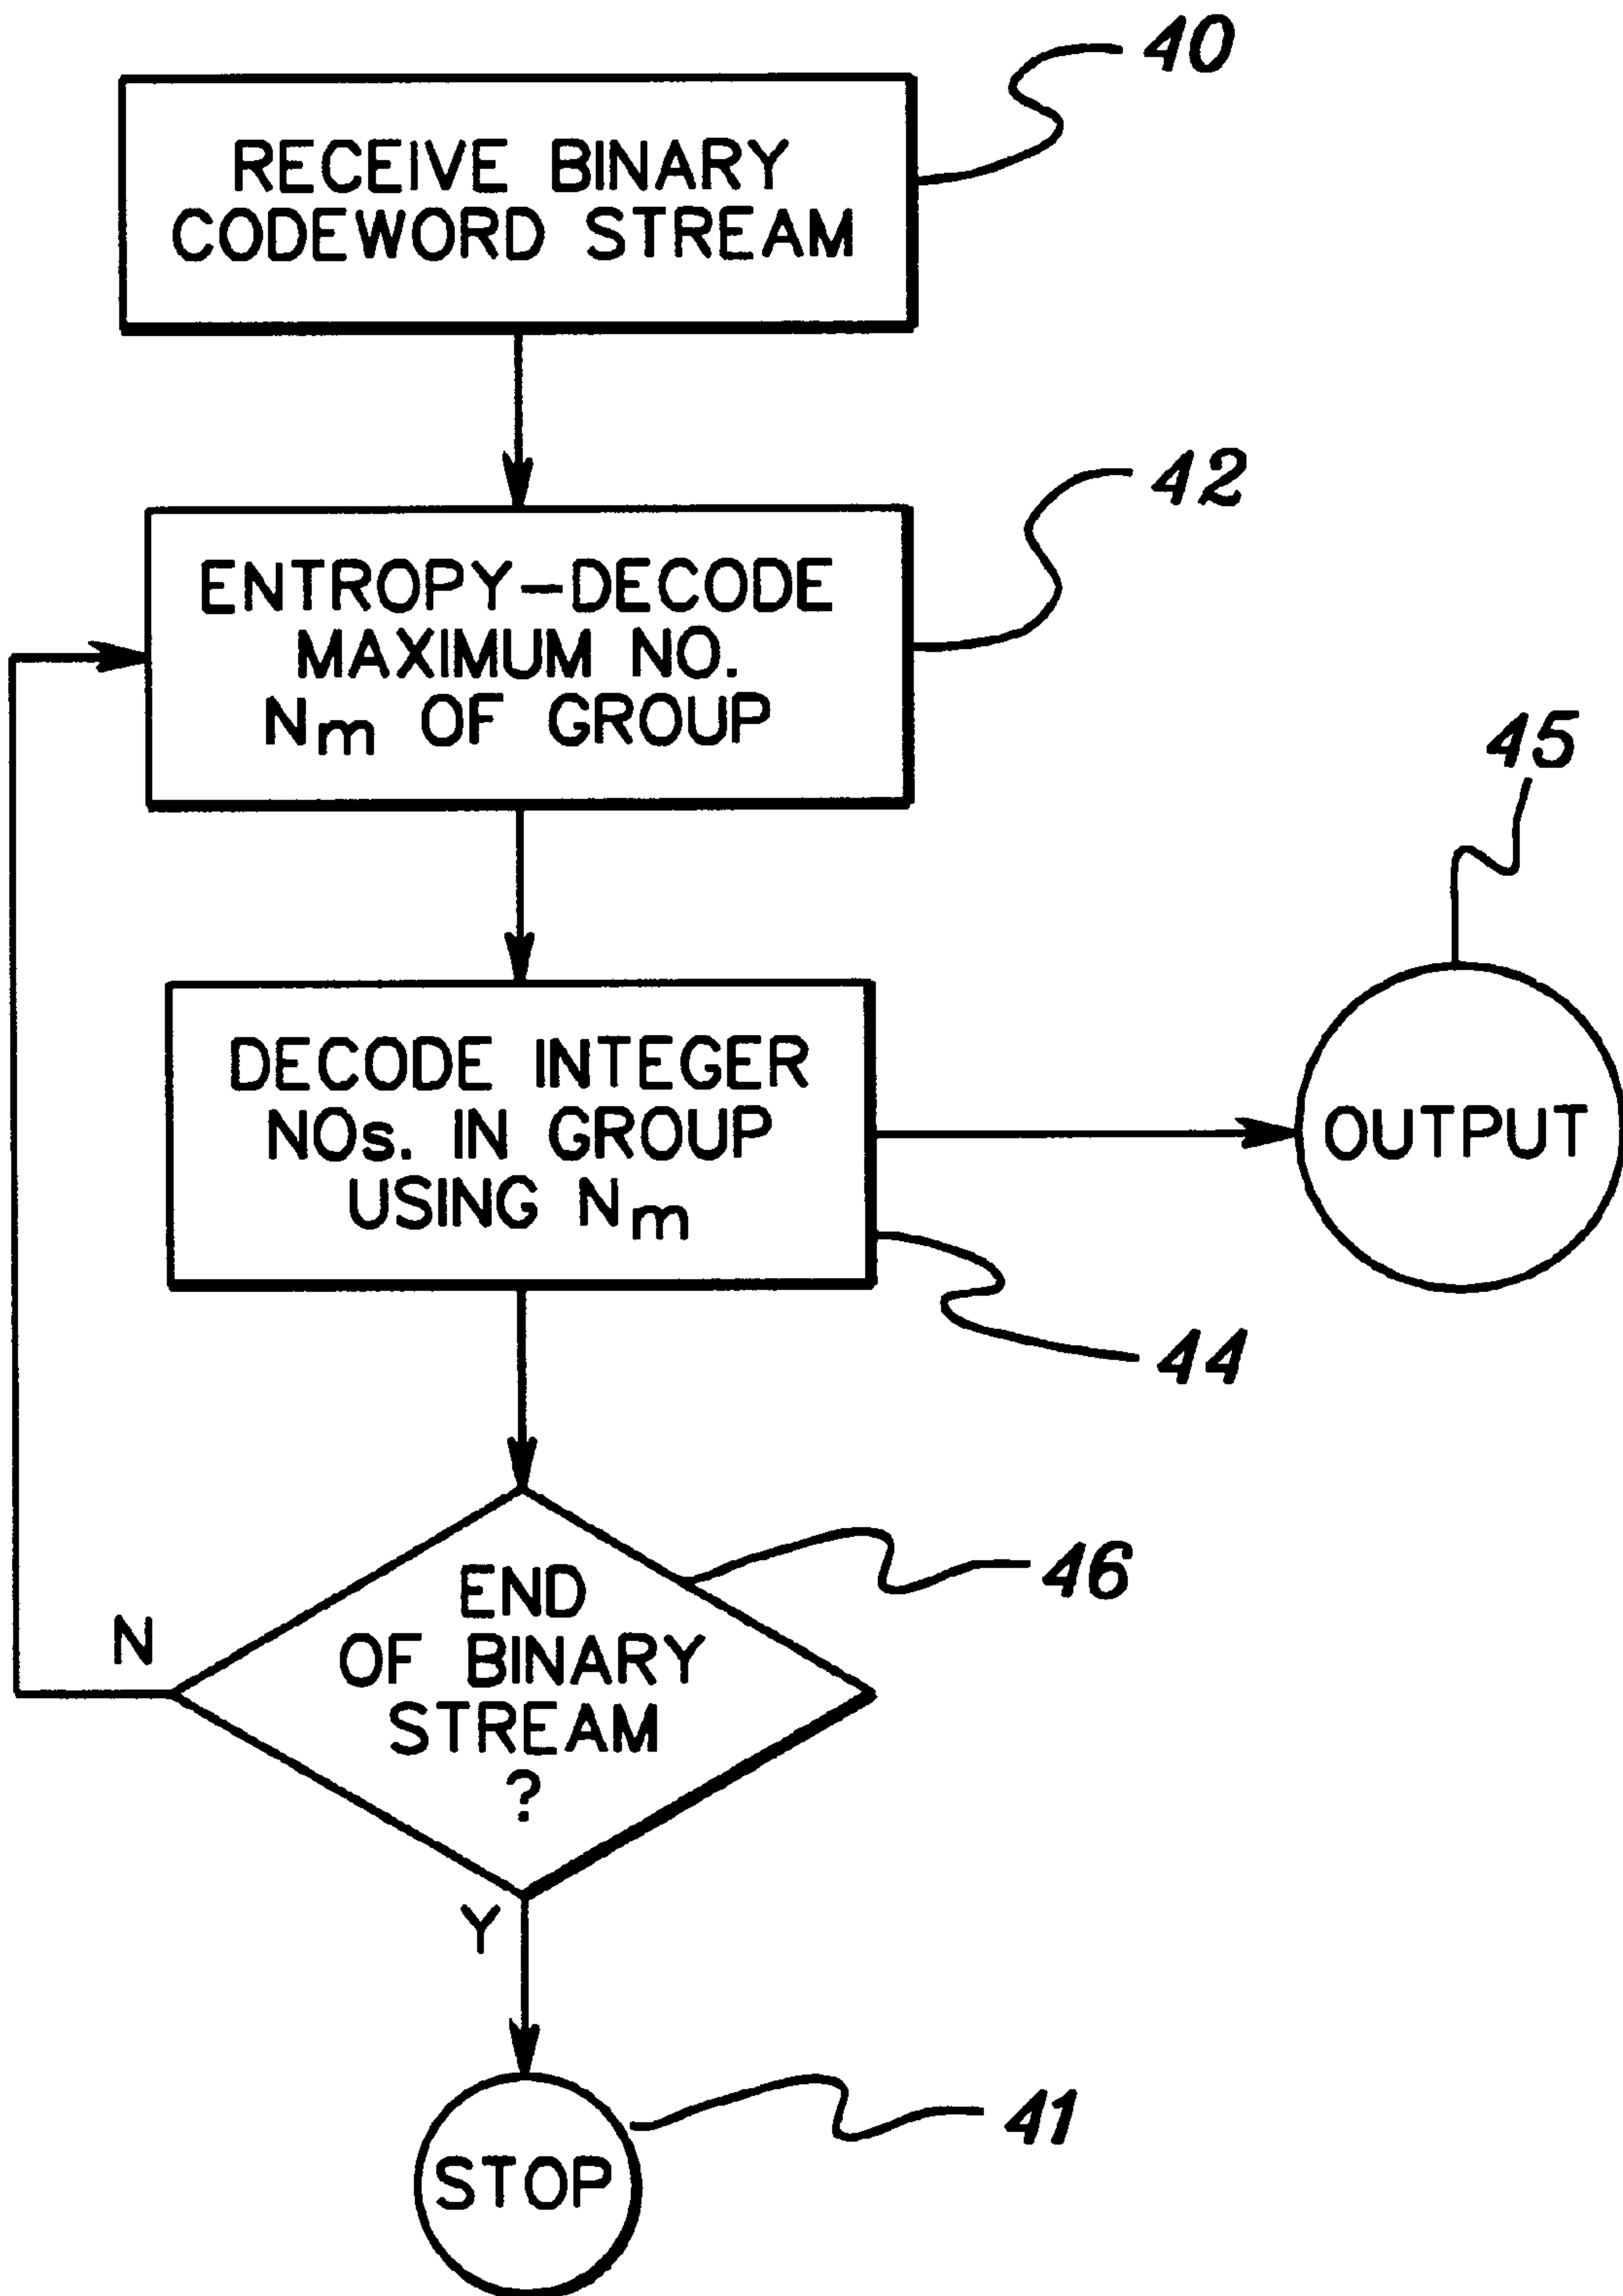 40
RECEIVE BINARY
CODEWORD STREAM
42
ENTROPY-DECODE
MAXIMUM NO.
Nm OF GROUP
45
DECODE INTEGER
NOs. IN GROUP
USING Nm
OUTPUT
44
46
END
OF BINARY
STREAM
?
N
Y
41
STOP